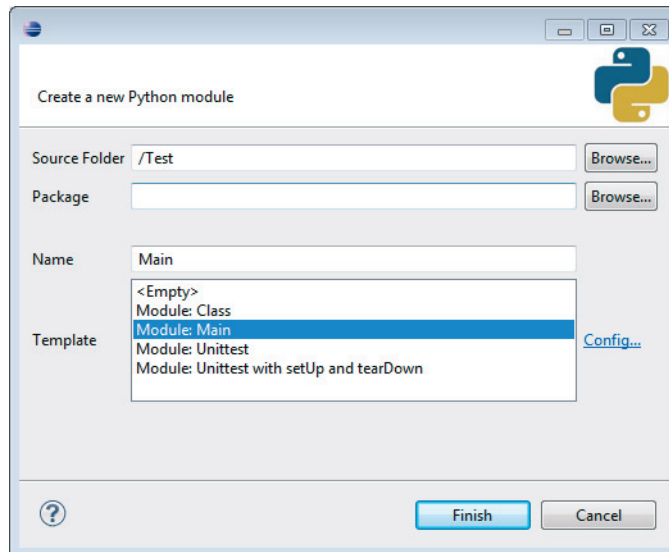 Create a new Python module
Source Folder /Test Browse...
Package Browse...
Name Main
<Empty>
Module: Class
Module: Main
Template Module: Unittest Config...
Module: Unittest with setUp and tearDown
? Finish Cancel